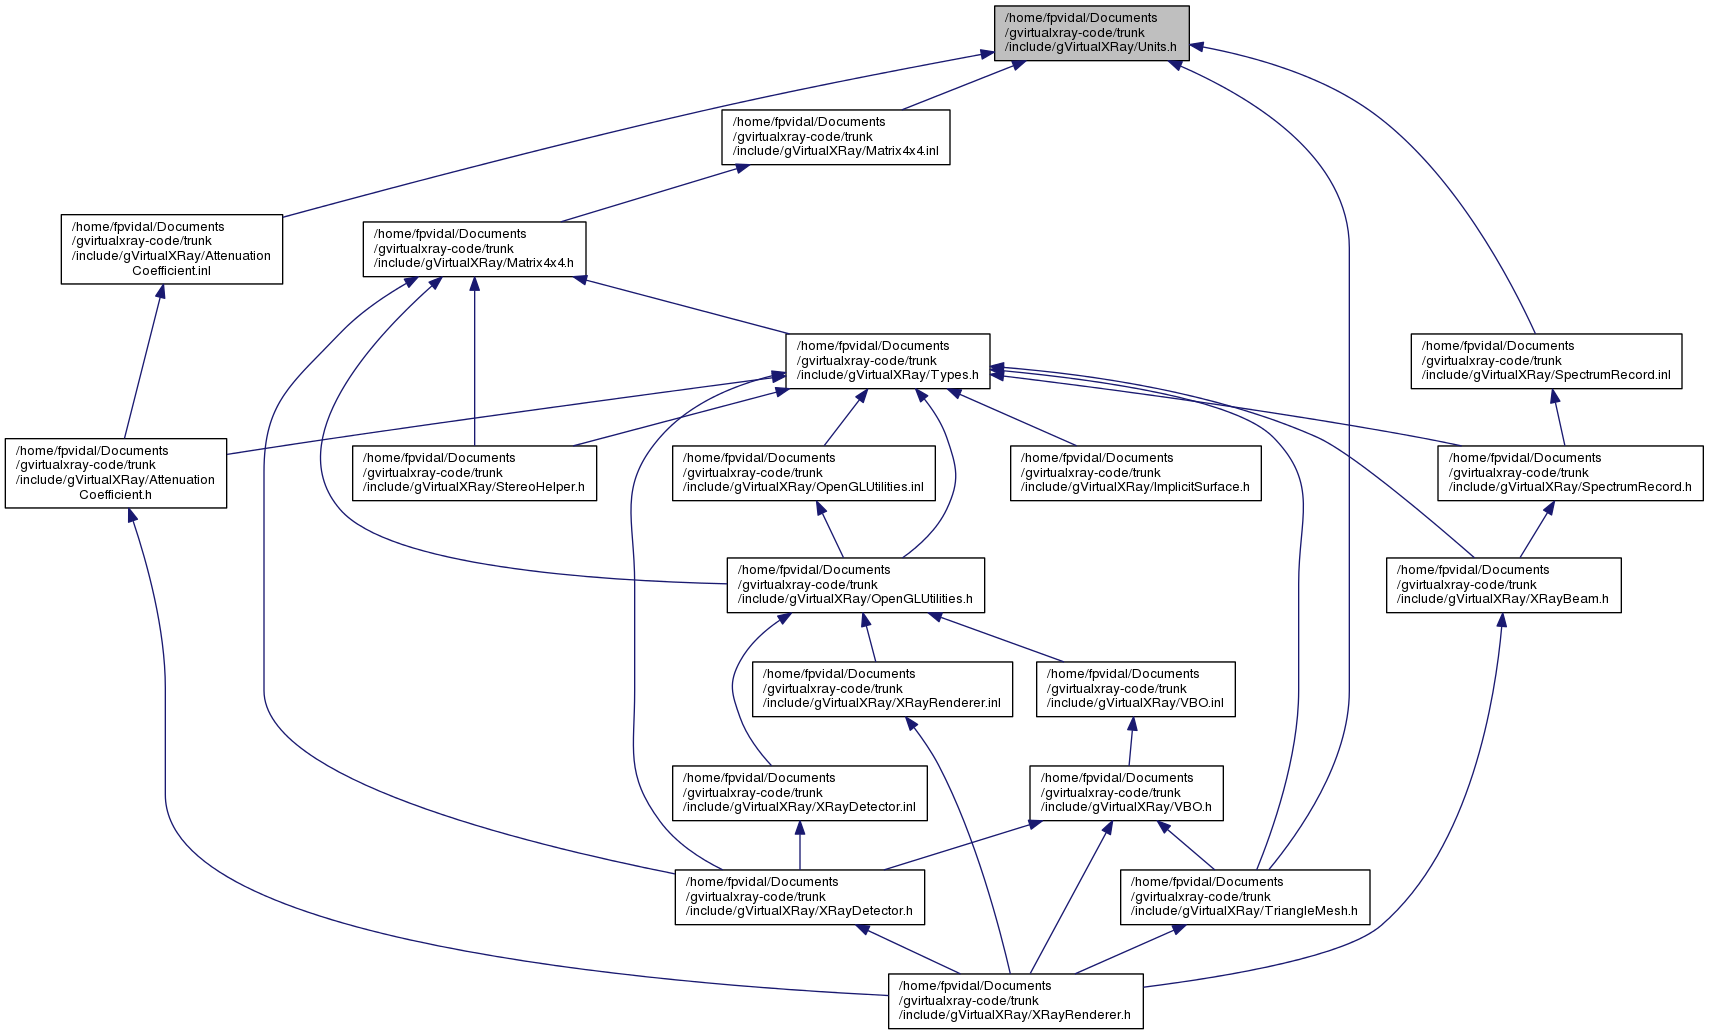 /home/fpvidal/Documents
/gvirtualxray-code/trunk
/include/gVirtualXRay/Units.h
/home/fpvidal/Documents
/gvirtualxray-code/trunk
/include/gVirtualXRay/Matrix4x4.inl
/home/fpvidal/Documents
/gvirtualxray-code/trunk
/include/gVirtualXRay/Attenuation
Coefficient.inl
/home/fpvidal/Documents
/gvirtualxray-code/trunk
/include/gVirtualXRay/Matrix4x4.h
/home/fpvidal/Documents
/gvirtualxray-code/trunk
/include/gVirtualXRay/Types.h
/home/fpvidal/Documents
/gvirtualxray-code/trunk
/include/gVirtualXRay/SpectrumRecord.inl
/home/fpvidal/Documents
/gvirtualxray-code/trunk
/include/gVirtualXRay/Attenuation
Coefficient.h
/home/fpvidal/Documents
/gvirtualxray-code/trunk
/include/gVirtualXRay/StereoHelper.h
/home/fpvidal/Documents
/gvirtualxray-code/trunk
/include/gVirtualXRay/OpenGLUtilities.inl
/home/fpvidal/Documents
/gvirtualxray-code/trunk
/include/gVirtualXRay/ImplicitSurface.h
/home/fpvidal/Documents
/gvirtualxray-code/trunk
/include/gVirtualXRay/SpectrumRecord.h
/home/fpvidal/Documents
/gvirtualxray-code/trunk
/include/gVirtualXRay/OpenGLUtilities.h
/home/fpvidal/Documents
/gvirtualxray-code/trunk
/include/gVirtualXRay/XRayBeam.h
/home/fpvidal/Documents
/gvirtualxray-code/trunk
/include/gVirtualXRay/XRayRenderer.inl
/home/fpvidal/Documents
/gvirtualxray-code/trunk
/include/gVirtualXRay/VBO.inl
/home/fpvidal/Documents
/gvirtualxray-code/trunk
/include/gVirtualXRay/XRayDetector.inl
/home/fpvidal/Documents
/gvirtualxray-code/trunk
/include/gVirtualXRay/VBO.h
/home/fpvidal/Documents
/gvirtualxray-code/trunk
/include/gVirtualXRay/XRayDetector.h
/home/fpvidal/Documents
/gvirtualxray-code/trunk
/include/gVirtualXRay/TriangleMesh.h
/home/fpvidal/Documents
/gvirtualxray-code/trunk
/include/gVirtualXRay/XRayRenderer.h